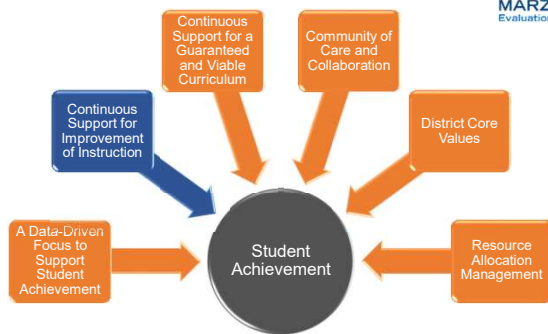 MARZ
Evaluation
Continuous
Support for a
Guaranteed
and Viable
Curriculum
Community of
Care and
Collaboration
Continuous
Support for
Improvement
of Instruction
District Core
Values
A Data-Driven
Focus to
Support
Student
Achievement
Student
Achievement
Resource
Allocation
Management